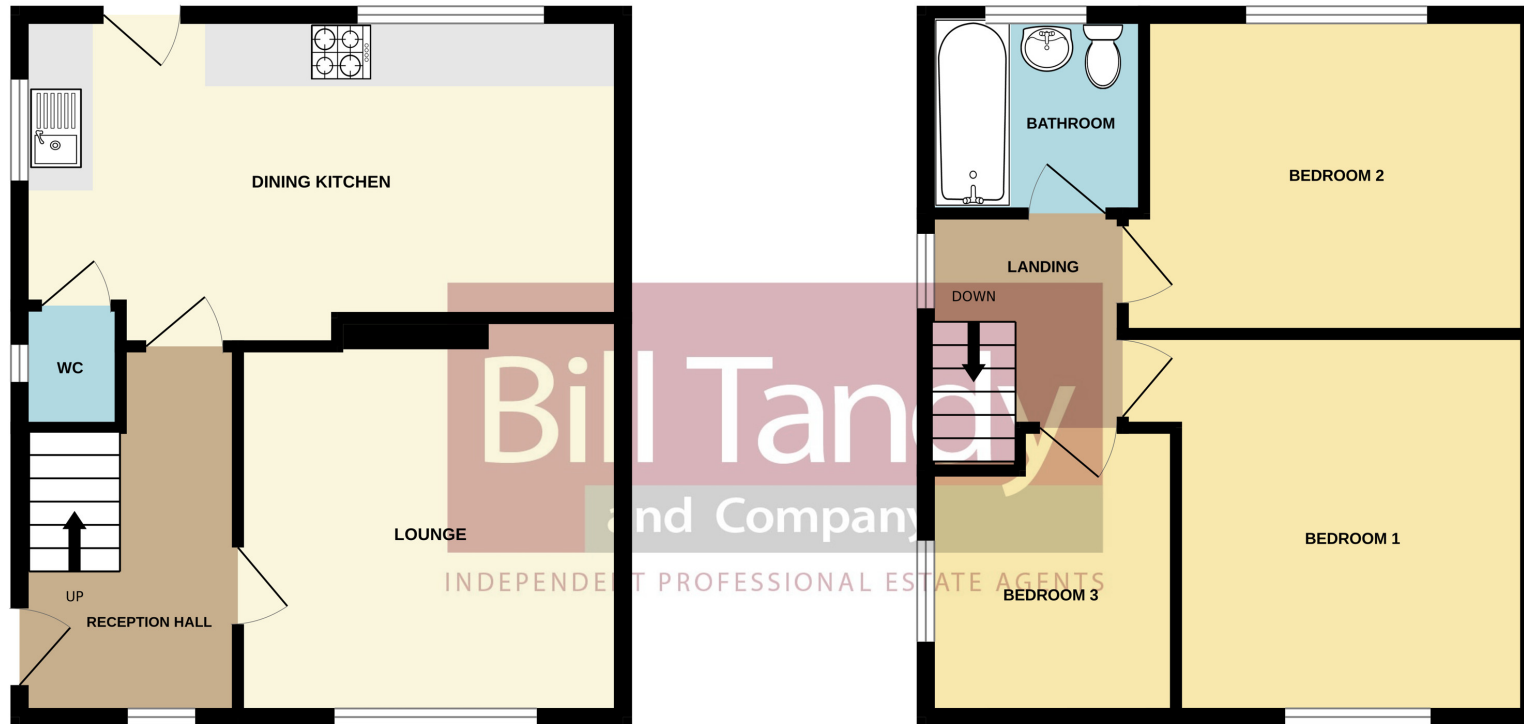 DINING KITCHEN
WC
LOUNGE
UP
RECEPTION HALL
BATHROOM
BEDROOM 2
LANDING
DOWN
BEDROOM 1
BEDROOM 3
Bill Tandy
and Company
INDEPENDENT PROFESSIONAL ESTATE AGENTS